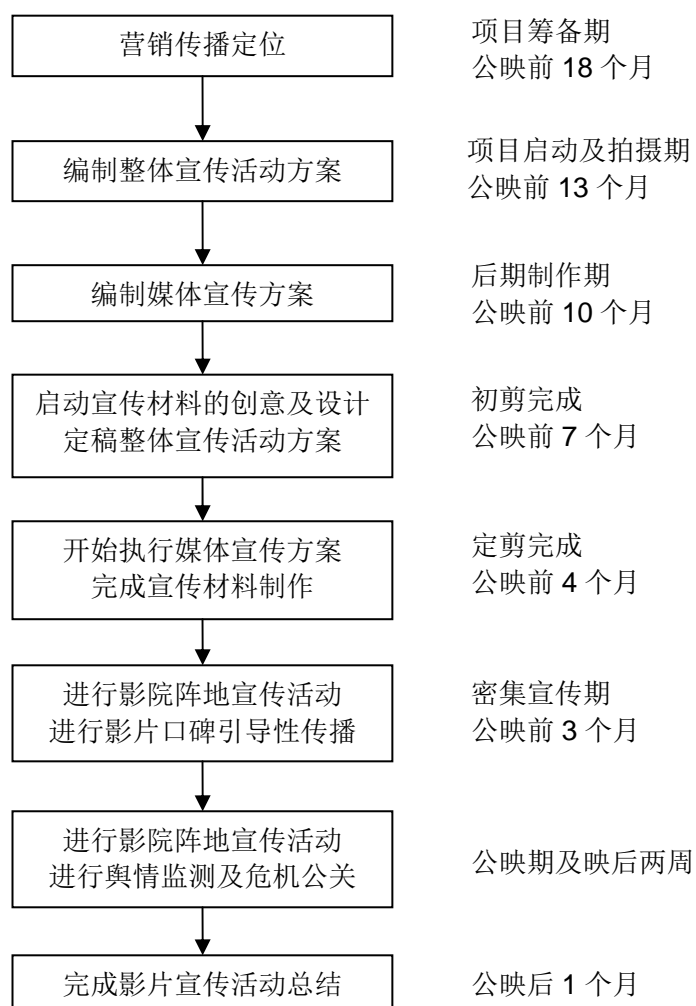 营销传播定位
项目筹备期
公映前 18 个月
编制整体宣传活动方案
项目启动及拍摄期
公映前 13 个月
编制媒体宣传方案
后期制作期
公映前 10 个月
启动宣传材料的创意及设计
定稿整体宣传活动方案
初剪完成
公映前 7 个月
开始执行媒体宣传方案
完成宣传材料制作
定剪完成
公映前 4 个月
进行影院阵地宣传活动
进行影片口碑引导性传播
密集宣传期
公映前 3 个月
进行影院阵地宣传活动
进行舆情监测及危机公关
公映期及映后两周
完成影片宣传活动总结
公映后 1 个月